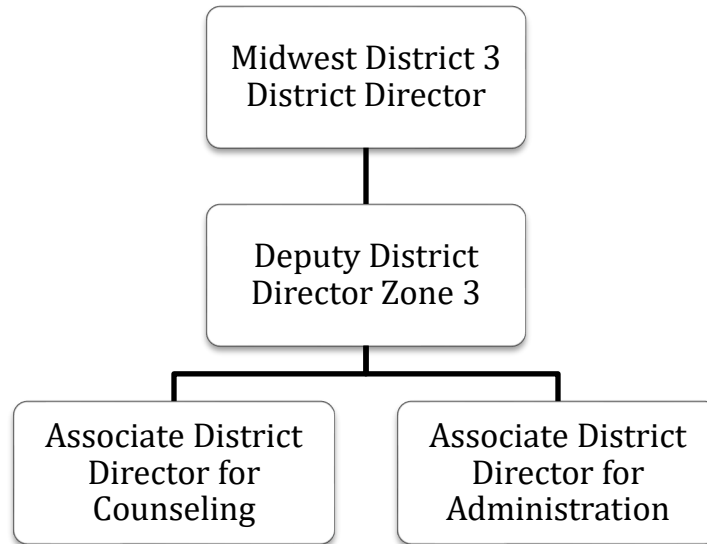 Midwest District 3
District Director
Deputy District
Director Zone 3
Associate District
Director for
Counseling
Associate District
Director for
Administration